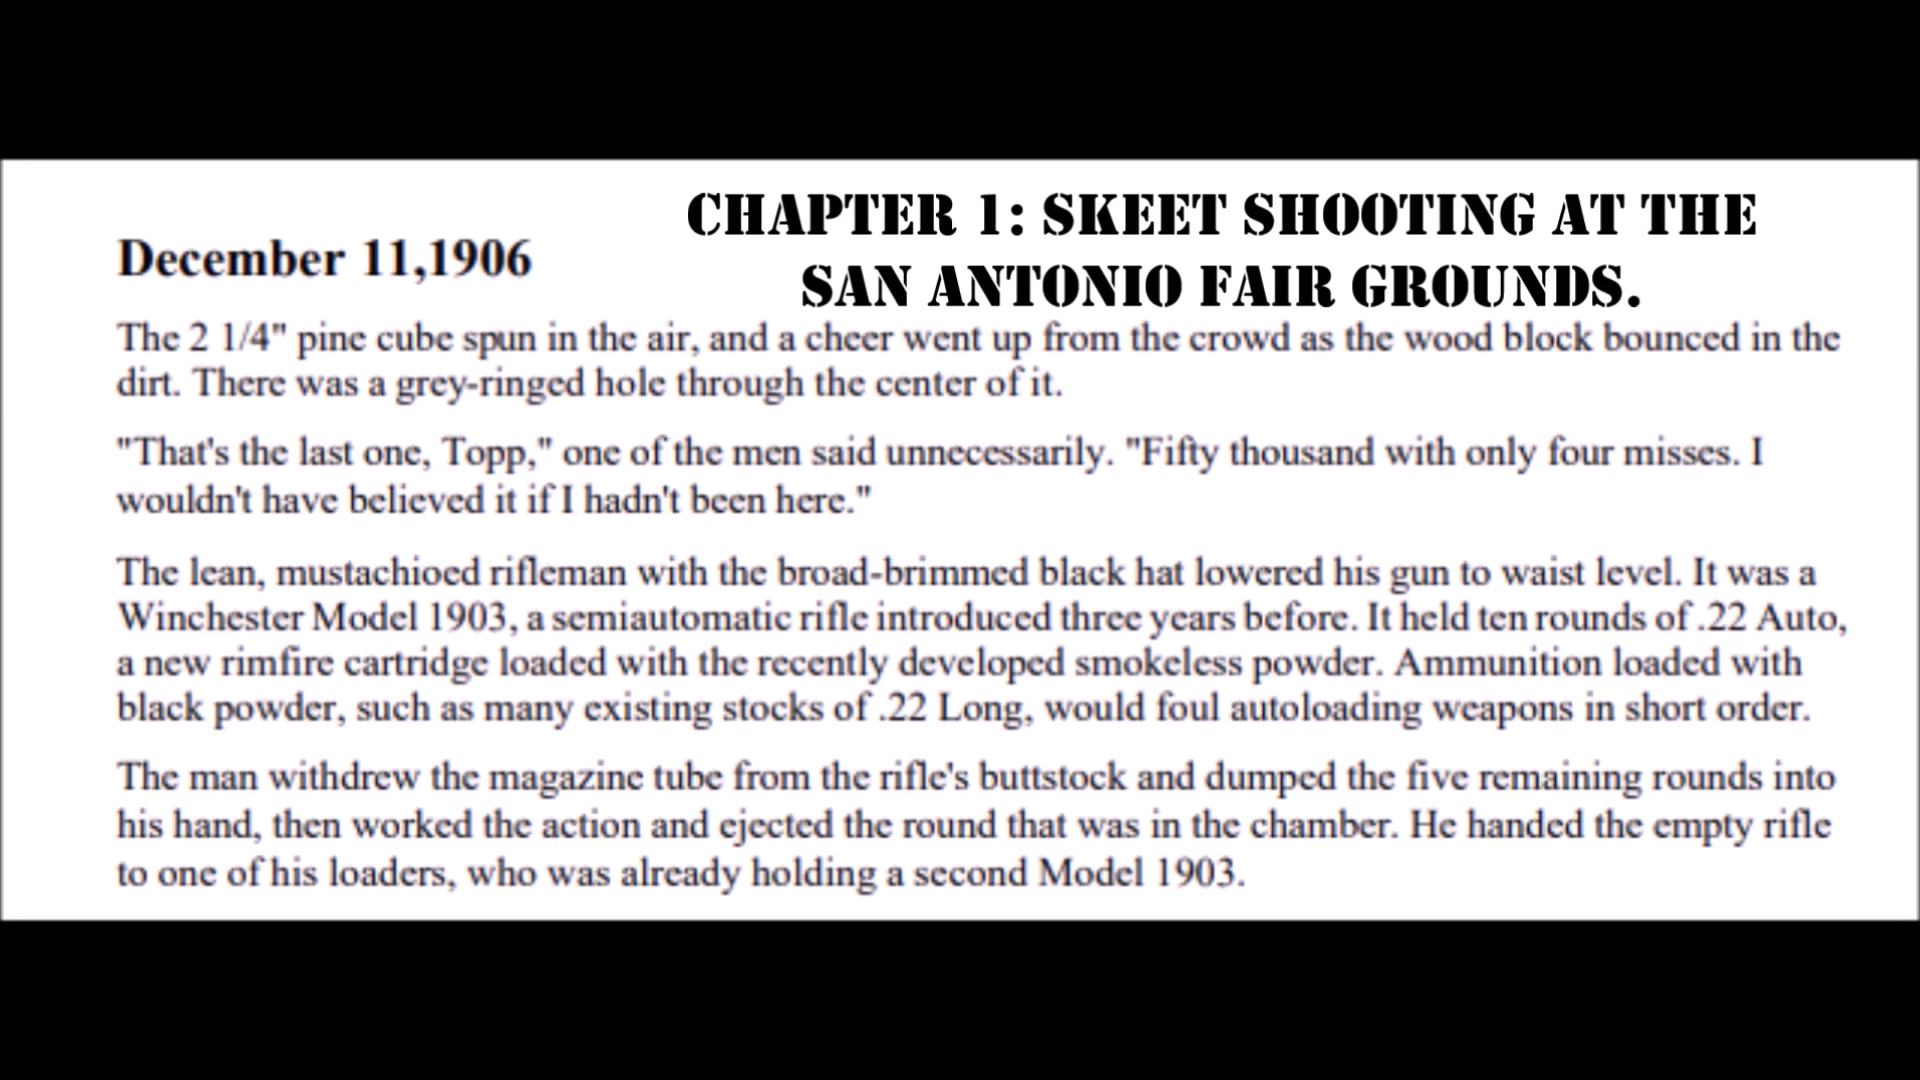 CHAPTER 1: SKEET SHOOTING AT THE
SAN ANTONIO FAIR GROUNDS.
December 11,1906
The 2 1/4" pine cube spun in the air, and a cheer went up from the crowd as the wood block bounced in the
dirt. There was a grey-ringed hole through the center of it.
"That's the last one, Topp," one of the men said unnecessarily. "Fifty thousand with only four misses. I
wouldn't have believed it if I hadn't been here."
The lean, mustachioed rifleman with the broad-brimmed black hat lowered his gun to waist level. It was a
Winchester Model 1903, a semiautomatic rifle introduced three years before. It held ten rounds of .22 Auto,
a new rimfire cartridge loaded with the recently developed smokeless powder. Ammunition loaded with
black powder, such as many existing stocks of .22 Long, would foul autoloading weapons in short order.
The man withdrew the magazine tube from the rifle's buttstock and dumped the five remaining rounds into
his hand, then worked the action and ejected the round that was in the chamber. He handed the empty rifle
to one of his loaders, who was already holding a second Model 1903.